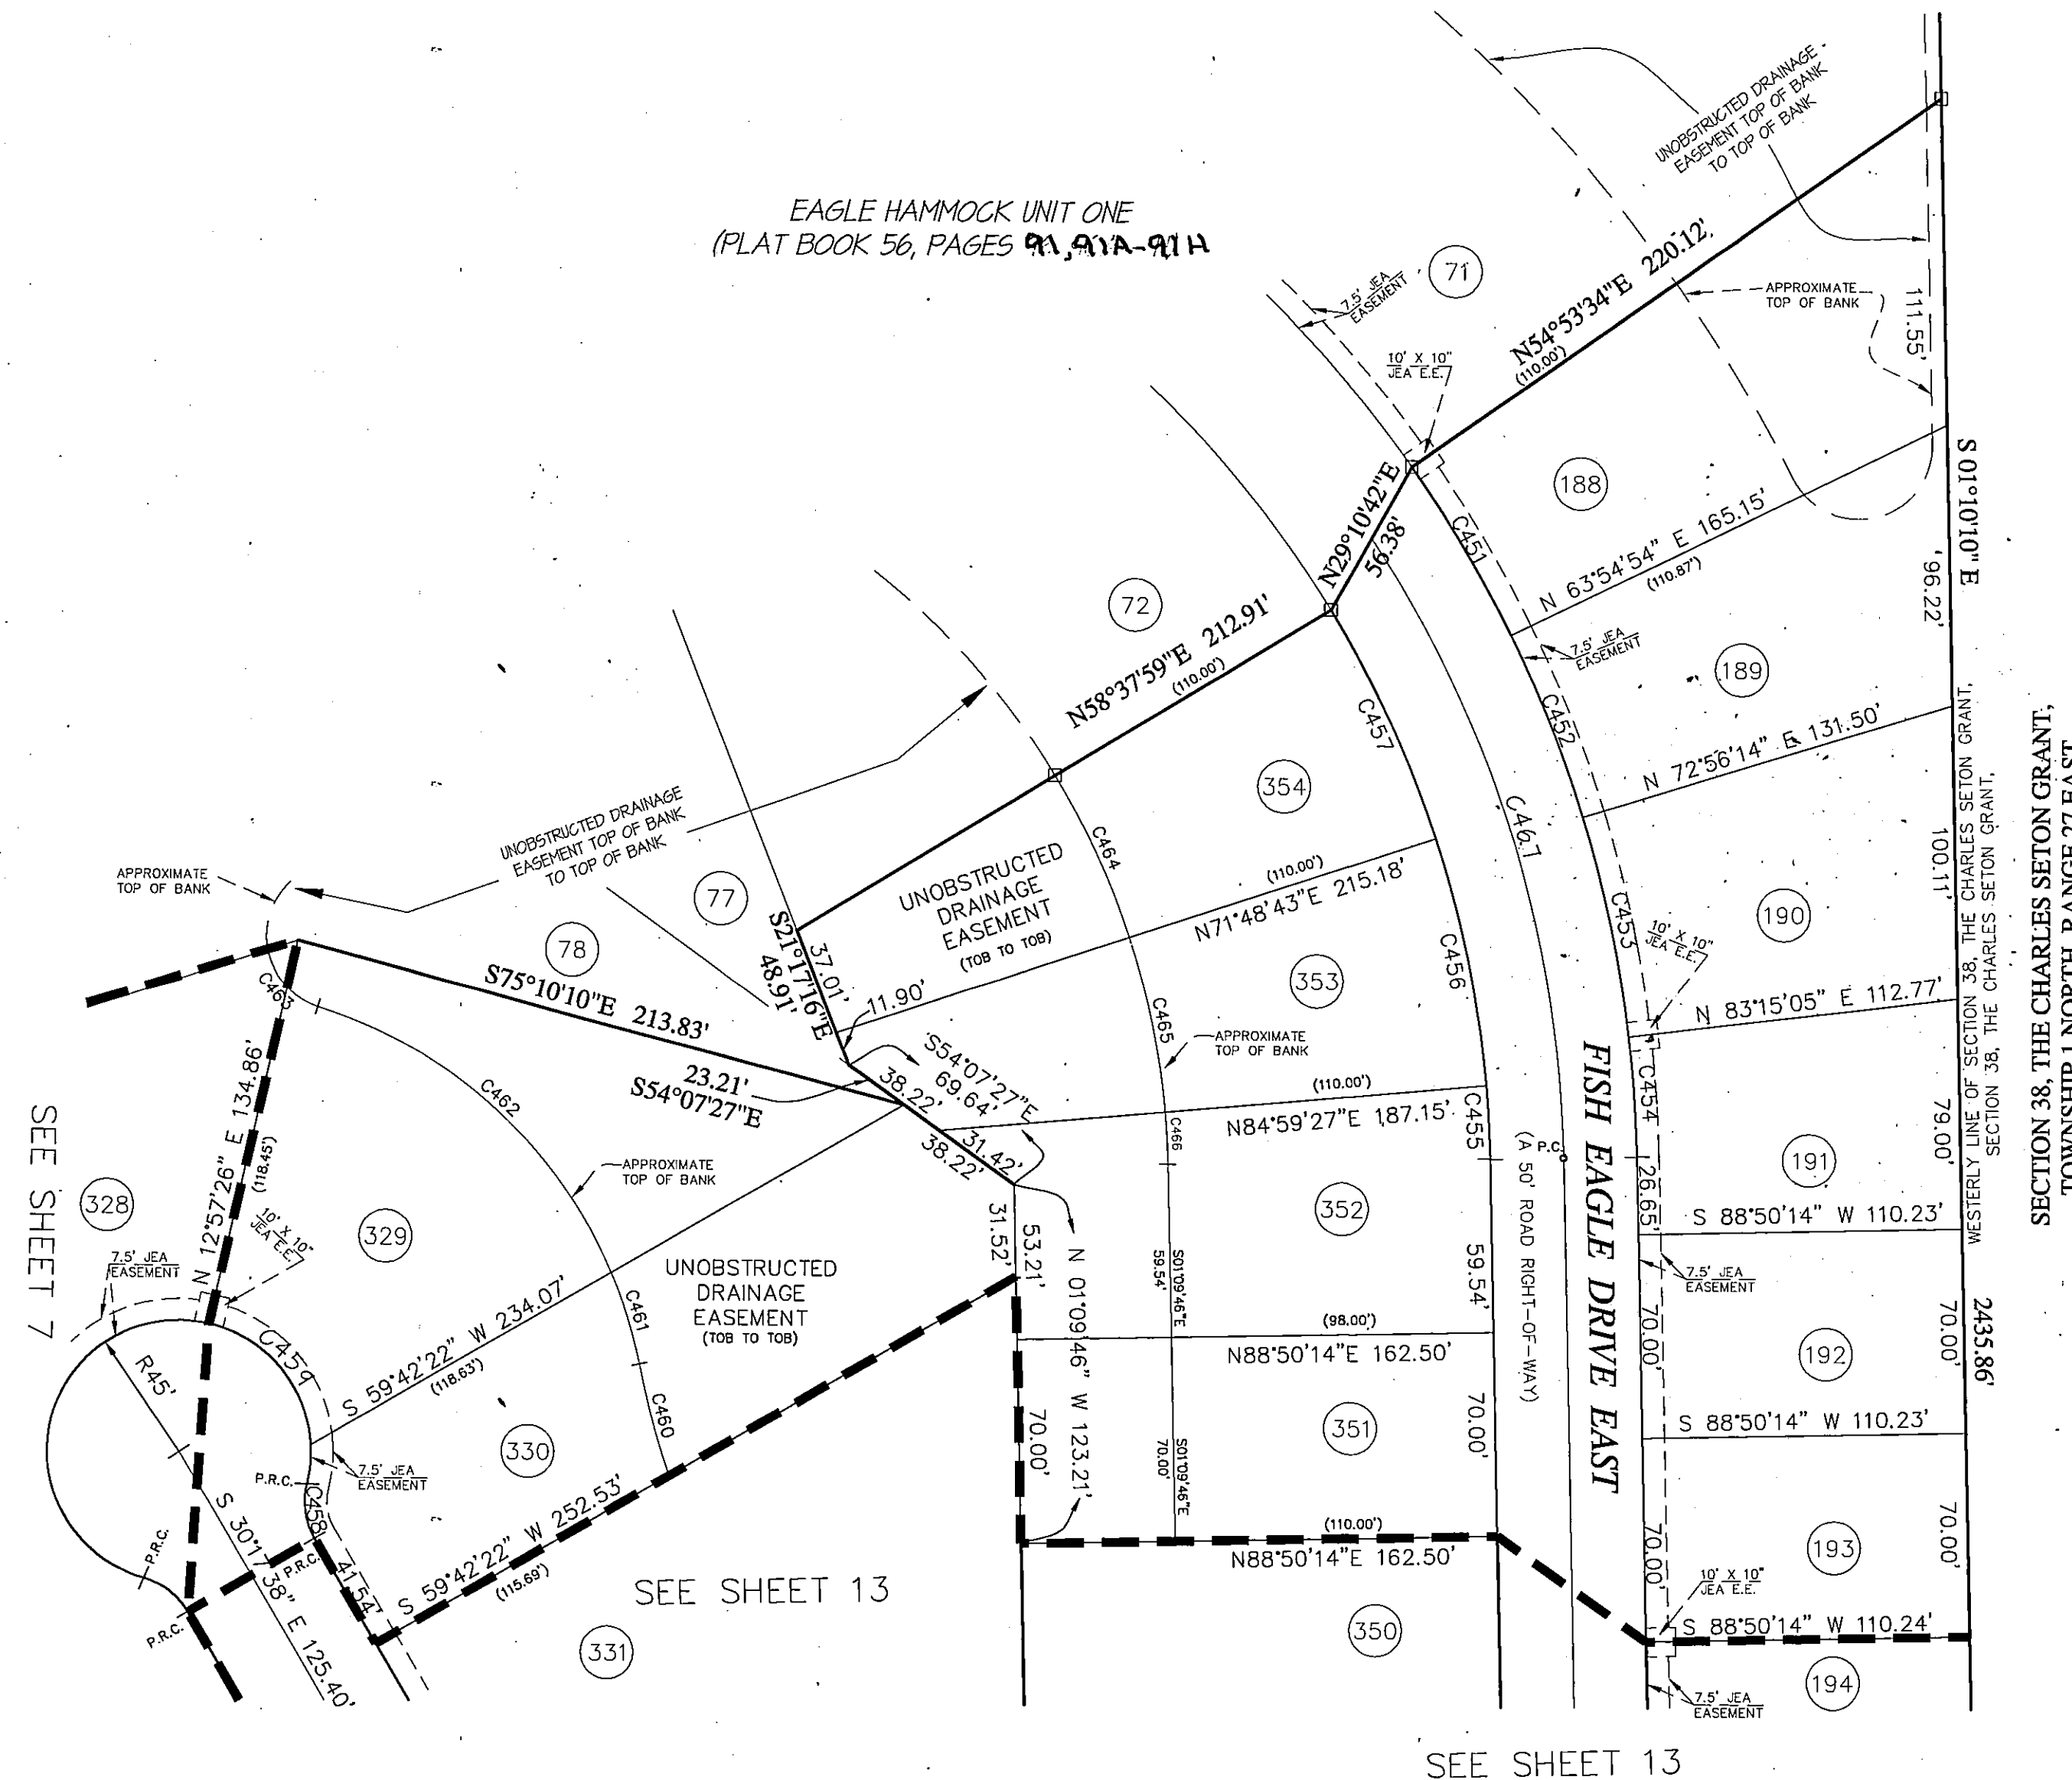 EAGLE HAMMOCK UNIT ONE
(PLAT BOOK 56, PAGES 91, 91A-91H
UNOBSTRUCTED DRAINAGE
EASEMENT TOP OF BANK
TO TOP OF BANK
71
7.5' JEA
EASEMENT
10' X 10"
JEA E.E.
N54°53'34"E 220.12'
(110.00')
APPROXIMATE
TOP OF BANK
111.55'
S 01°10'10" E
188
N29°10'42"E
56.38'
C451
N 63°54'54" E 165.15'
(110.87')
96.22'
72
N58°37'59"E 212.91'
(110.00')
7.5' JEA
EASEMENT
189
C452
C457
N 72°56'14" E 131.50'
100.11'
WESTERLY LINE OF SECTION 38, THE CHARLES SETON GRANT,
SECTION 38, THE CHARLES SETON GRANT,
SECTION 38, THE CHARLES SETON GRANT,
TOWNSHIP 1 NORTH, RANGE 27 EAST
354
C467
C464
UNOBSTRUCTED DRAINAGE
EASEMENT TOP OF BANK
TO TOP OF BANK
APPROXIMATE
TOP OF BANK
77
78
UNOBSTRUCTED
DRAINAGE
EASEMENT
(TOB TO TOB)
(110.00')
N71°48'43"E 215.18'
C453
190
10' X 10"
JEA E.E.
S21°17'16"E
48.91'
37.01'
11.90'
353
C456
C463
S75°10'10"E 213.83'
C465
APPROXIMATE
TOP OF BANK
N 83°15'05" E 112.77'
23.21'
S54°07'27"E
S54°07'27"E
69.64'
38.22'
31.42'
38.22'
(110.00')
N84°59'27"E 187.15'
C455
C466
C454
79.00'
C462
APPROXIMATE
TOP OF BANK
N 12°57'26" E 134.86'
(118.45')
SEE SHEET 7
328
329
10' X 10"
JEA E.E.
7.5' JEA
EASEMENT
P.C.
(A 50' ROAD RIGHT-OF-WAY)
FISH EAGLE DRIVE EAST
191
26.65'
S 88°50'14" W 110.23'
352
31.52'
53.21'
N 01°09'46" W 123.21'
S01°09'46"E
59.54'
59.54'
7.5' JEA
EASEMENT
70.00'
70.00'
2435.86'
UNOBSTRUCTED
DRAINAGE
EASEMENT
(TOB TO TOB)
C461
S 59°42'22" W 234.07'
(118.63')
(98.00')
N88°50'14"E 162.50'
192
C459
R45'
C460
S 88°50'14" W 110.23'
351
70.00'
S01°09'46"E
70.00'
70.00'
330
7.5' JEA
EASEMENT
P.R.C.
C458
S 59°42'22" W 252.53'
(115.69')
S 30°17'38" E 125.40'
P.R.C.
P.R.C.
P.R.C.
41.54'
(110.00')
N88°50'14"E 162.50'
70.00'
70.00'
193
10' X 10"
JEA E.E.
S 88°50'14" W 110.24'
SEE SHEET 13
331
350
194
7.5' JEA
EASEMENT
SEE SHEET 13